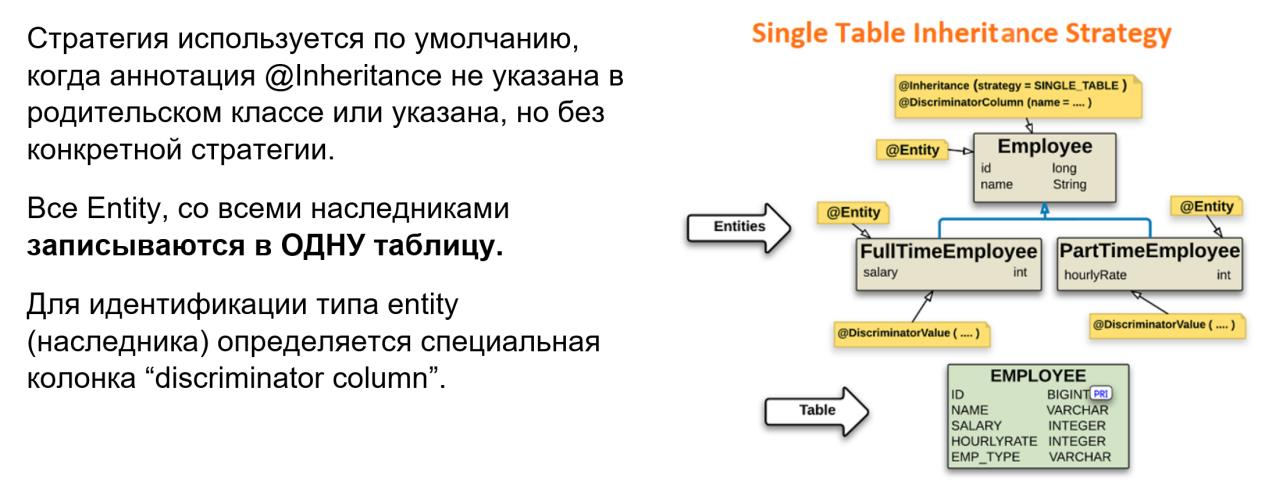 Стратегия используется по умолчанию,
когда аннотация @Inheritance не указана в
родительском классе или указана, но без
конкретной стратегии.
Все Entity, со всеми наследниками
записываются в ОДНУ таблицу.
Для идентификации типа entity
(наследника) определяется специальная
колонка “discriminator column”.
Single Table Inheritance Strategy
@Inheritance (strategy = SINGLE_TABLE )
@DiscriminatorColumn (name = .... )
@Entity
Employee
id long
name String
Entities
@Entity
@Entity
FullTimeEmployee
salary int
PartTimeEmployee
hourlyRate int
@DiscriminatorValue ( .... )
@DiscriminatorValue ( .... )
Table
EMPLOYEE
ID BIGINT PRI
NAME VARCHAR
SALARY INTEGER
HOURLYRATE INTEGER
EMP_TYPE VARCHAR